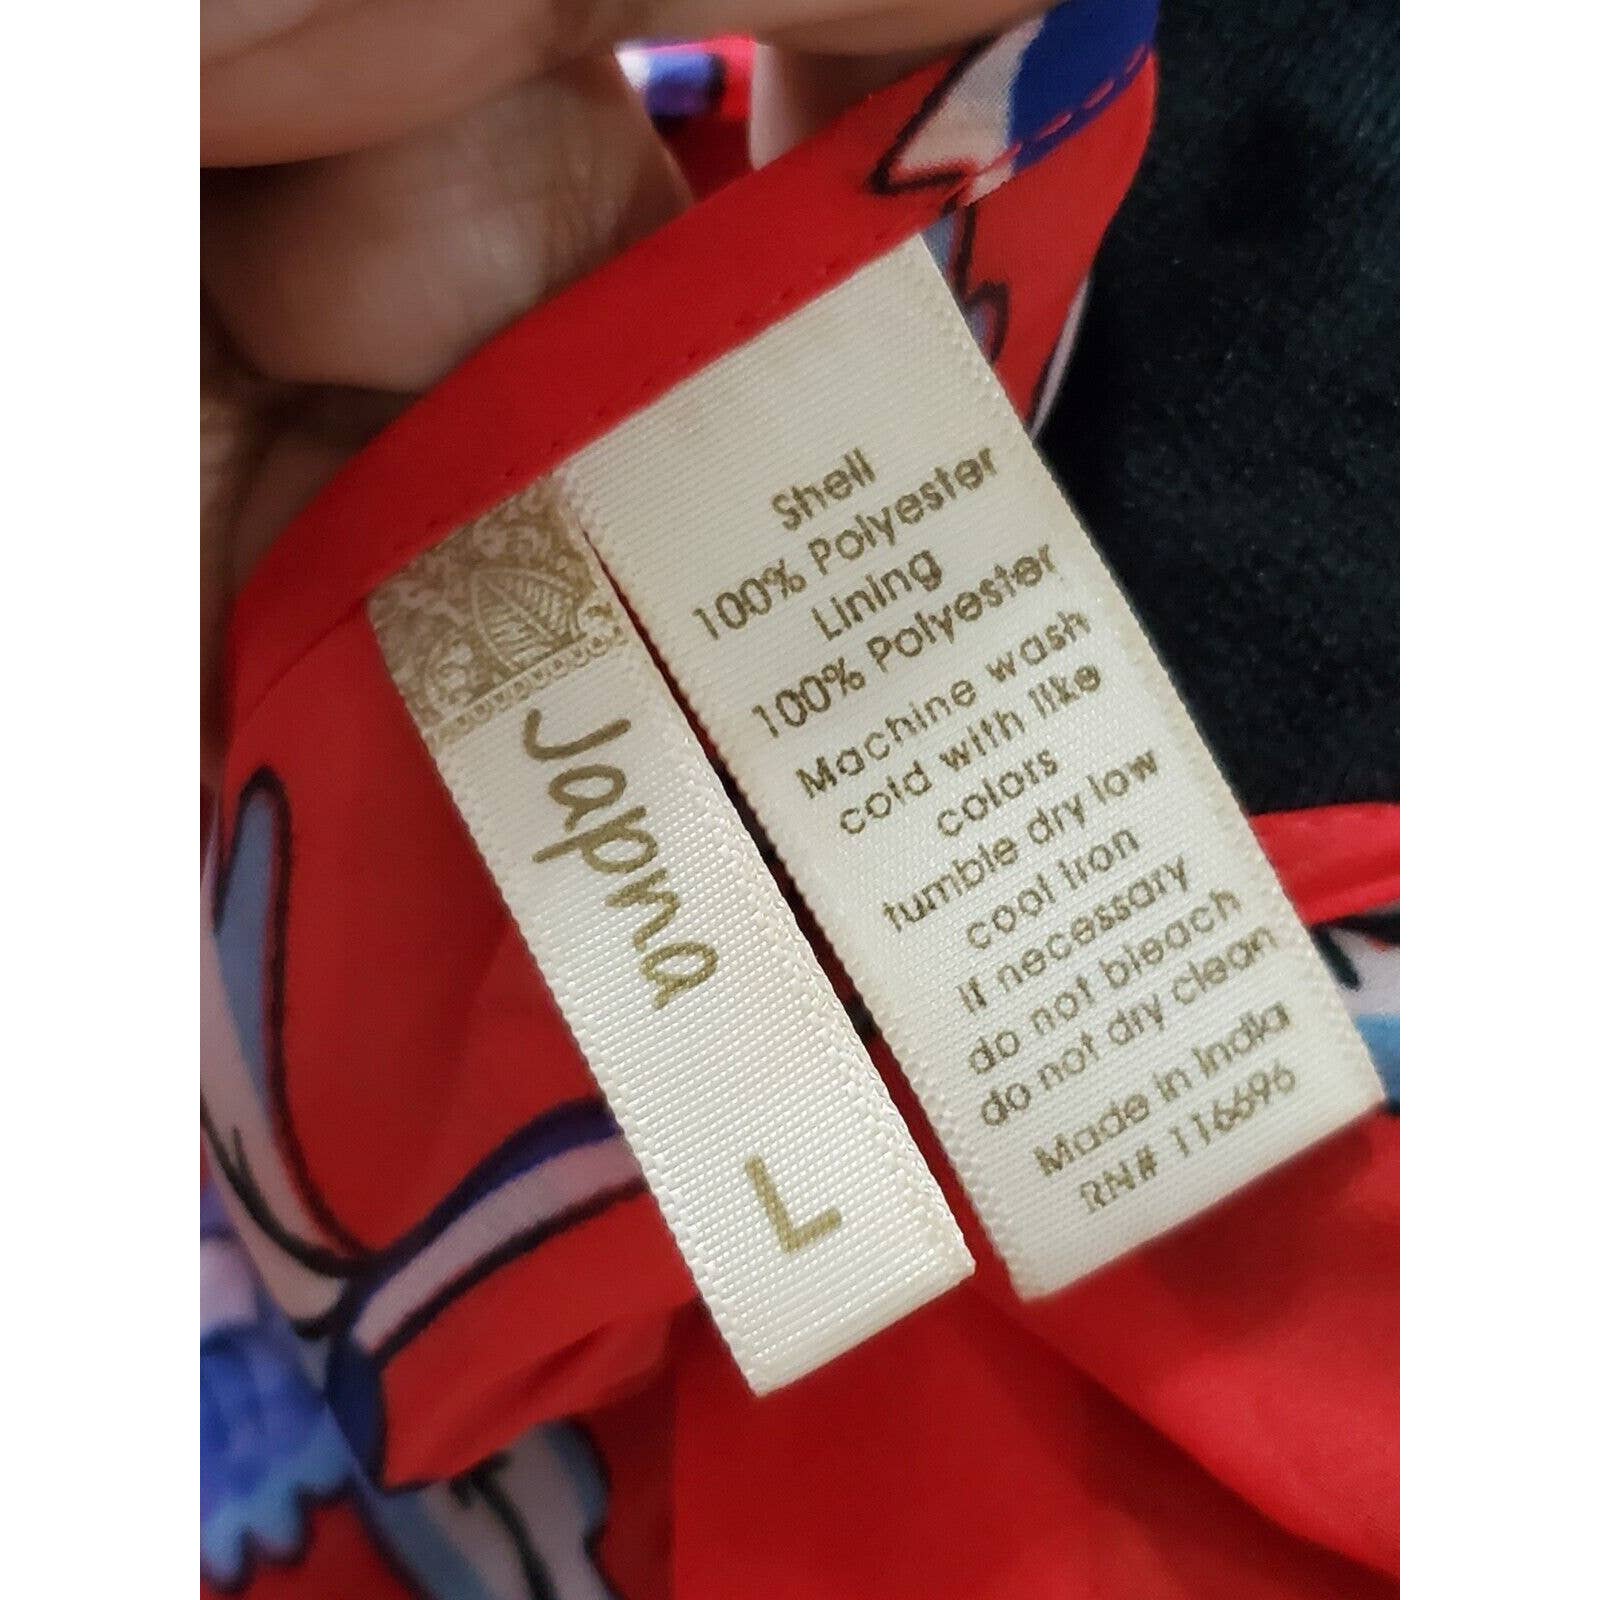 Japna
L
Shell
100% Polyester
Lining
100% Polyester
Machine wash
cold with like
colors
tumble dry low
cool iron
if necessary
do not bleach
do not dry clean
Made in India
RN# 116696